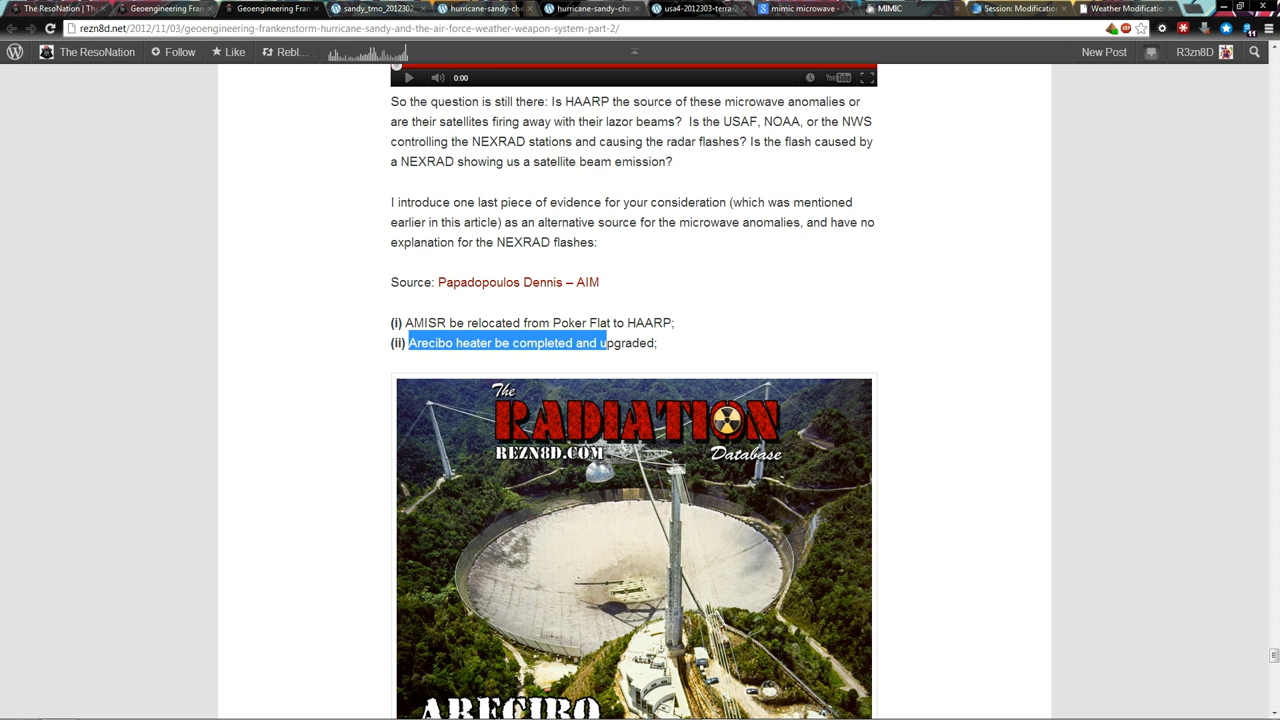 The ResoNation | The
Geoengineering Fran
Geoengineering Fran
sandy_tmo_2012302
hurricane-sandy-che
hurricane-sandy-che
usa4-2012303-terra-2
mimic microwave -
MIMIC
Session: Modificatio
Weather Modificatio
rezn8d.net/2012/11/03/geoengineering-frankenstorm-hurricane-sandy-and-the-air-force-weather-weapon-system-part-2/
The ResoNation Follow Like Rebl... New Post R3zn8D
0:00 YouTube
So the question is still there: Is HAARP the source of these microwave anomalies or
are their satellites firing away with their lazor beams?  Is the USAF, NOAA, or the NWS
controlling the NEXRAD stations and causing the radar flashes? Is the flash caused by
a NEXRAD showing us a satellite beam emission?
I introduce one last piece of evidence for your consideration (which was mentioned
earlier in this article) as an alternative source for the microwave anomalies, and have no
explanation for the NEXRAD flashes:
Source: Papadopoulos Dennis – AIM
(i) AMISR be relocated from Poker Flat to HAARP;
(ii) Arecibo heater be completed and upgraded;
The
RADIATION
REZN8D.COM Database
ARECIBO